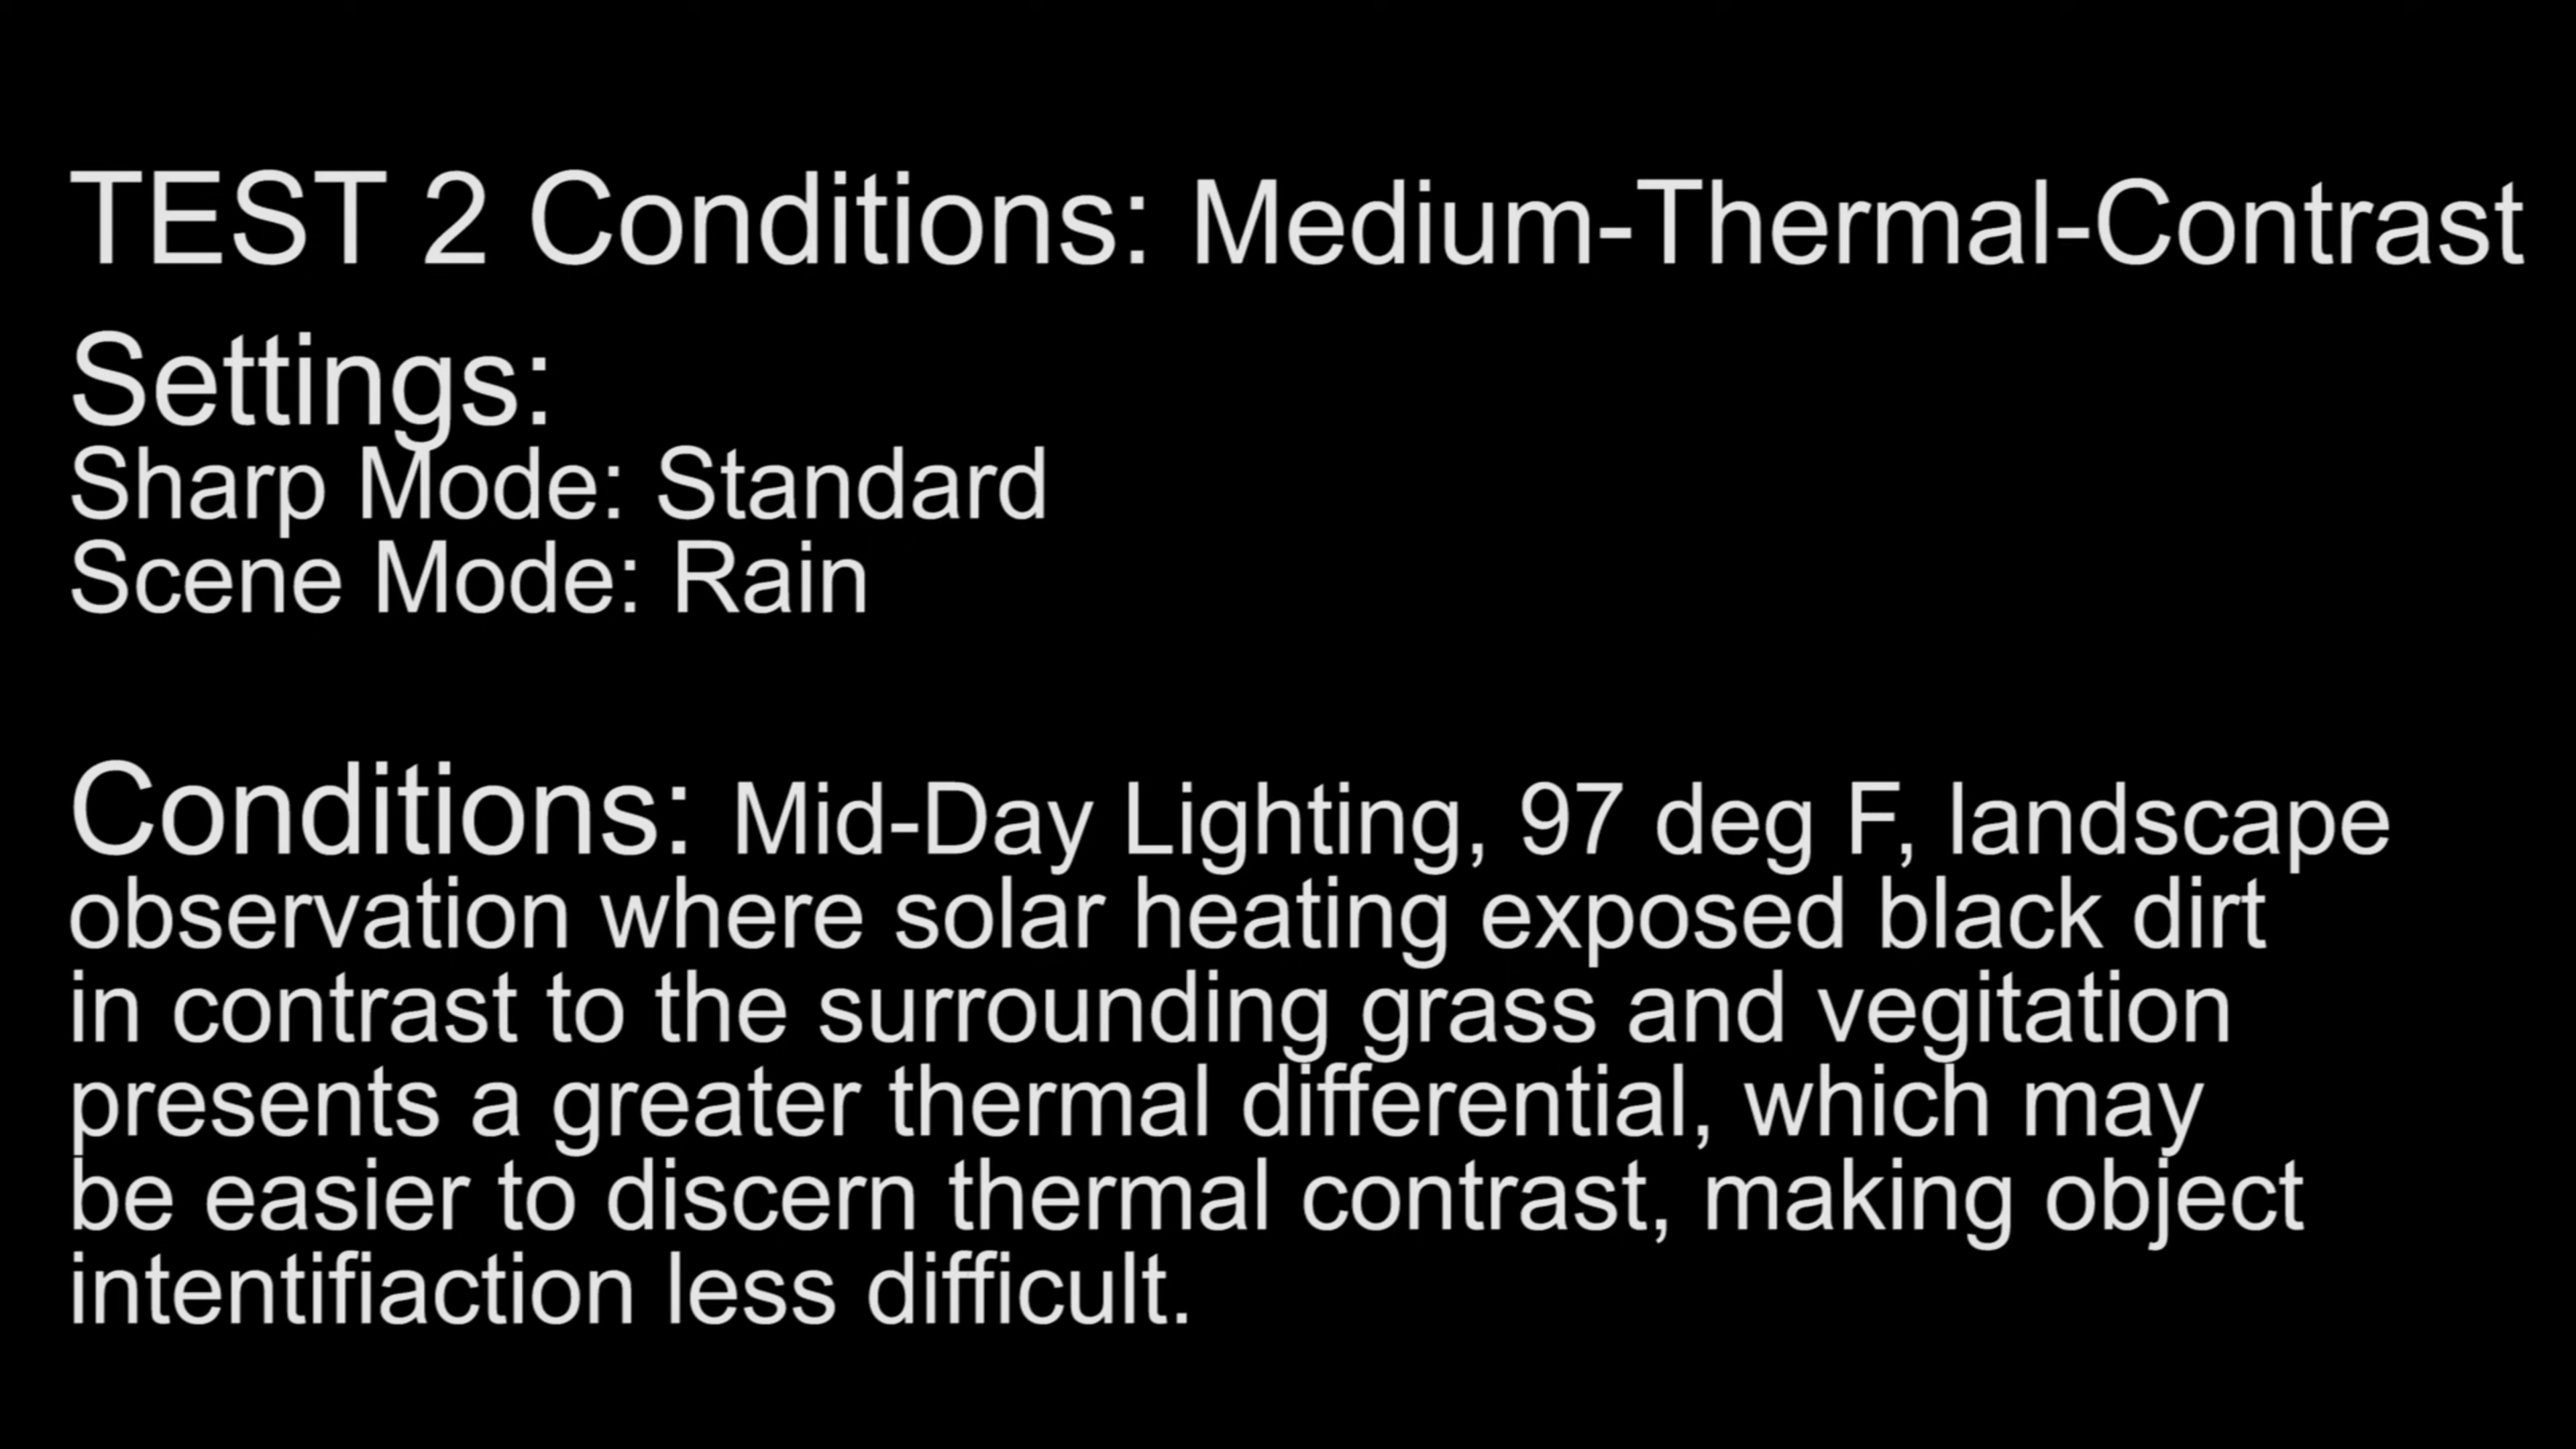 TEST 2 Conditions: Medium-Thermal-Contrast
Settings:
Sharp Mode: Standard
Scene Mode: Rain
Conditions: Mid-Day Lighting, 97 deg F, landscape
observation where solar heating exposed black dirt
in contrast to the surrounding grass and vegitation
presents a greater thermal differential, which may
be easier to discern thermal contrast, making object
intentifiaction less difficult.